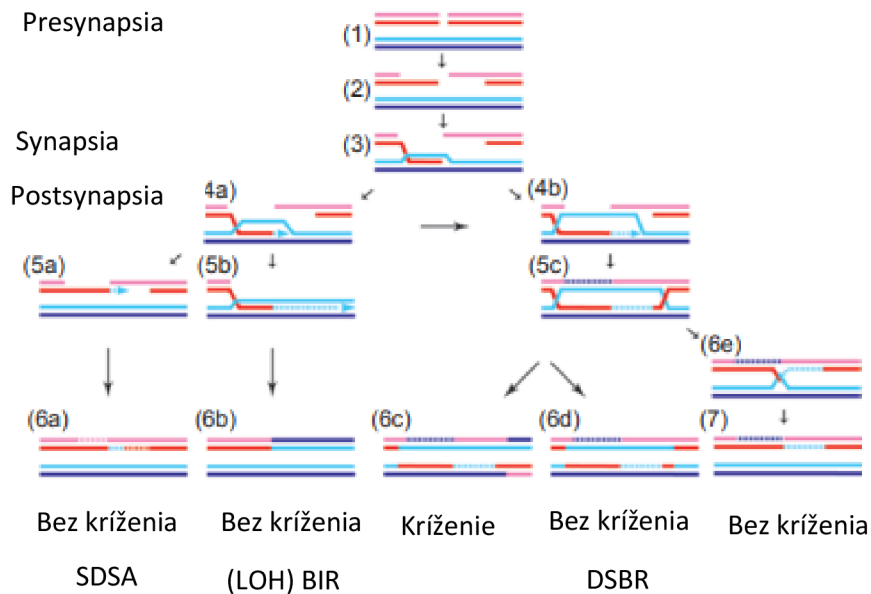 Presynapsia
(1)
(2)
Synapsia
(3)
Postsynapsia
4a)
(4b)
(5a)
(5b)
(5c)
(6e)
(6a)
(6b)
(6c)
(6d)
(7)
Bez kríženia
Bez kríženia
Kríženie
Bez kríženia
Bez kríženia
SDSA
(LOH) BIR
DSBR